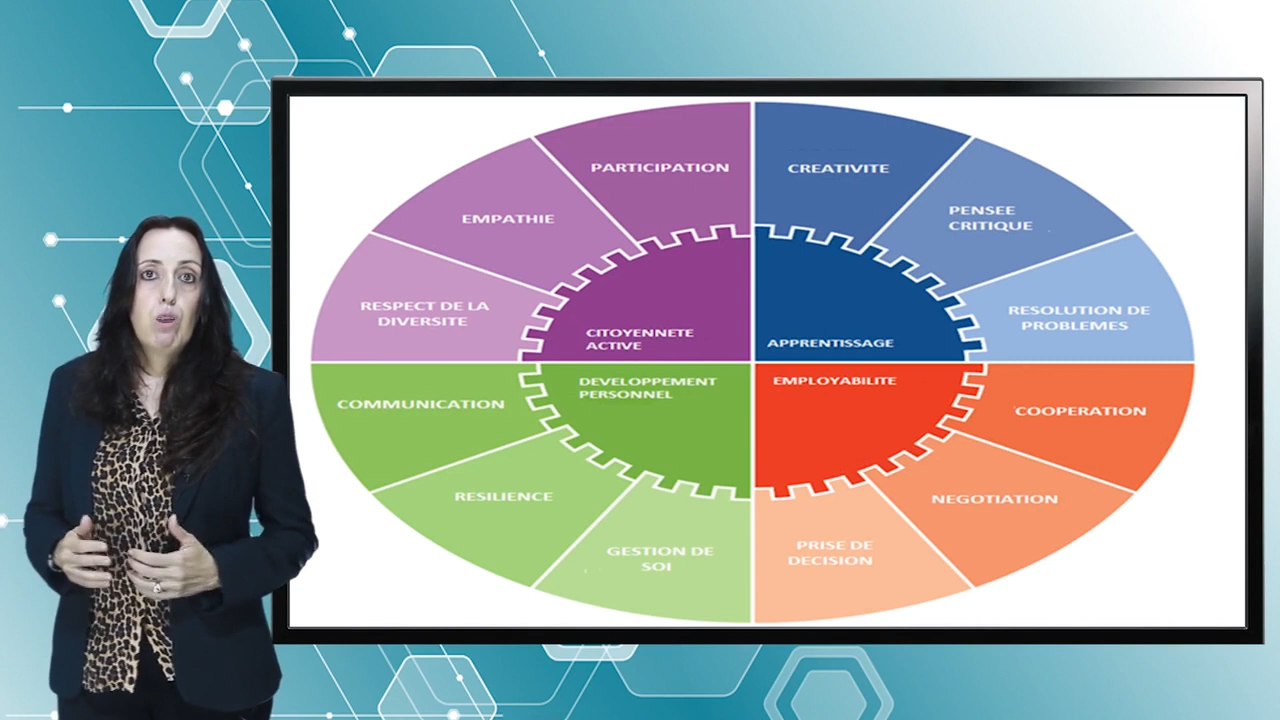 PARTICIPATION
CREATIVITE
PENSEE
CRITIQUE
EMPATHIE
RESPECT DE LA
DIVERSITE
RESOLUTION DE
PROBLEMES
CITOYENNETE
ACTIVE
APPRENTISSAGE
DEVELOPPEMENT
PERSONNEL
EMPLOYABILITE
COMMUNICATION
COOPERATION
RESILIENCE
NEGOTIATION
GESTION DE
SOI
PRISE DE
DECISION